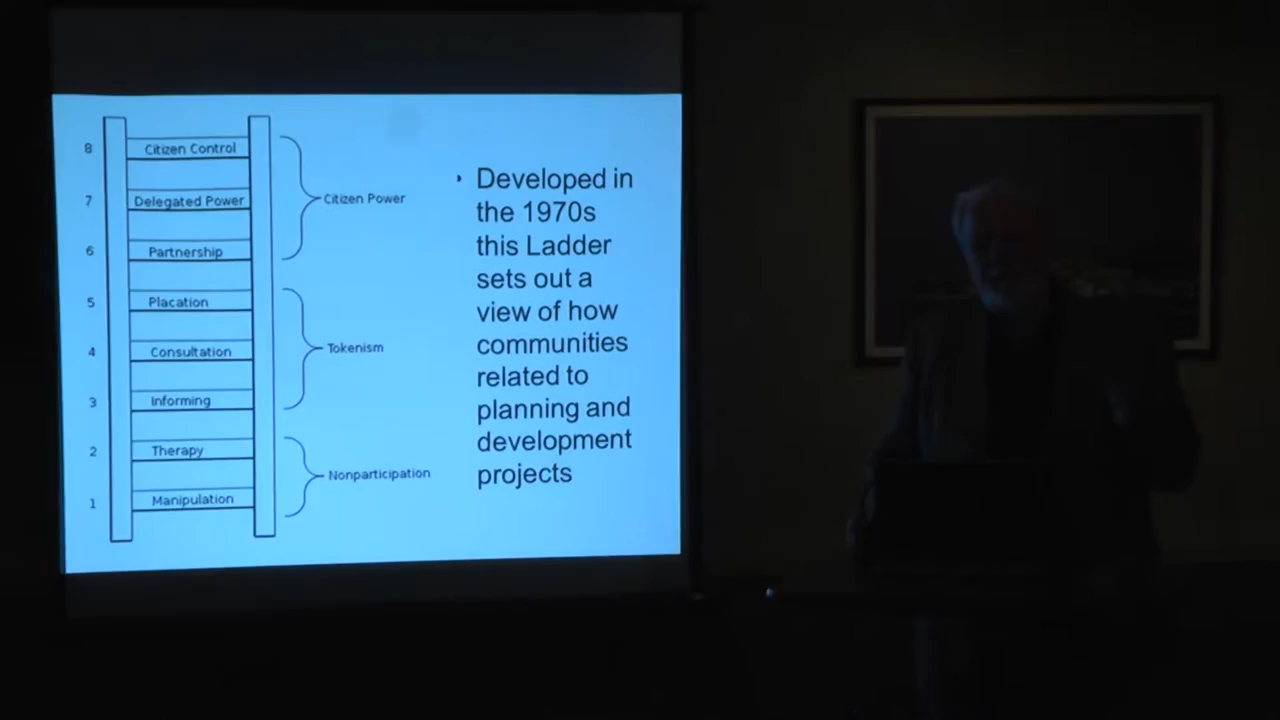 8 Citizen Control
7 Delegated Power
6 Partnership
Citizen Power
5 Placation
4 Consultation
3 Informing
Tokenism
2 Therapy
1 Manipulation
Nonparticipation
Developed in
the 1970s
this Ladder
sets out a
view of how
communities
related to
planning and
development
projects